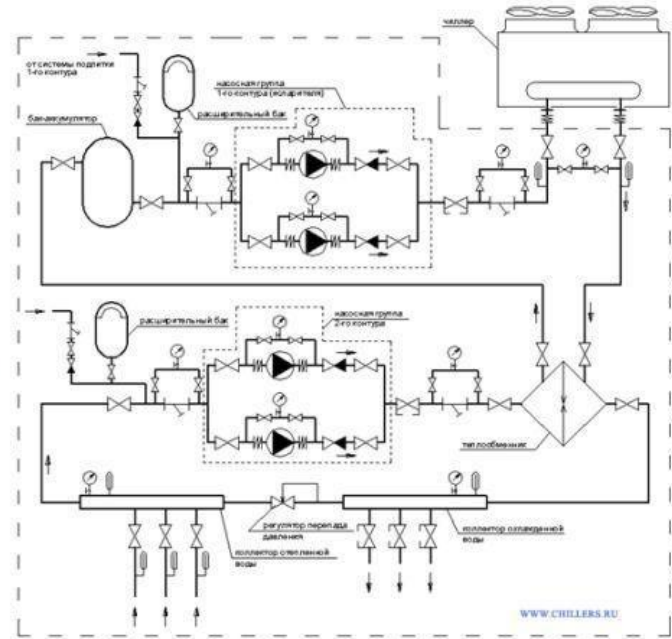 чиллер
от системы подпитки
1-го контура
насосная группа
1-го контура (испарителя)
бак-аккумулятор
расширительный бак
расширительный бак
насосная группа
2-го контура
теплообменник
регулятор перепада
давления
коллектор охлажденной
воды
коллектор отепленной
воды
WWW.CHILLERS.RU